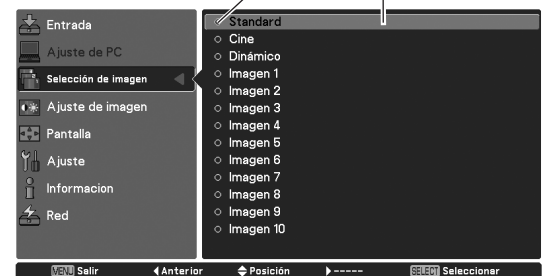 Entrada
Ajuste de PC
Selección de imagen
Ajuste de imagen
Pantalla
Ajuste
Informacion
Red
Standard
Cine
Dinámico
Imagen 1
Imagen 2
Imagen 3
Imagen 4
Imagen 5
Imagen 6
Imagen 7
Imagen 8
Imagen 9
Imagen 10
MENU Salir Anterior Posición ----- SELECT Seleccionar